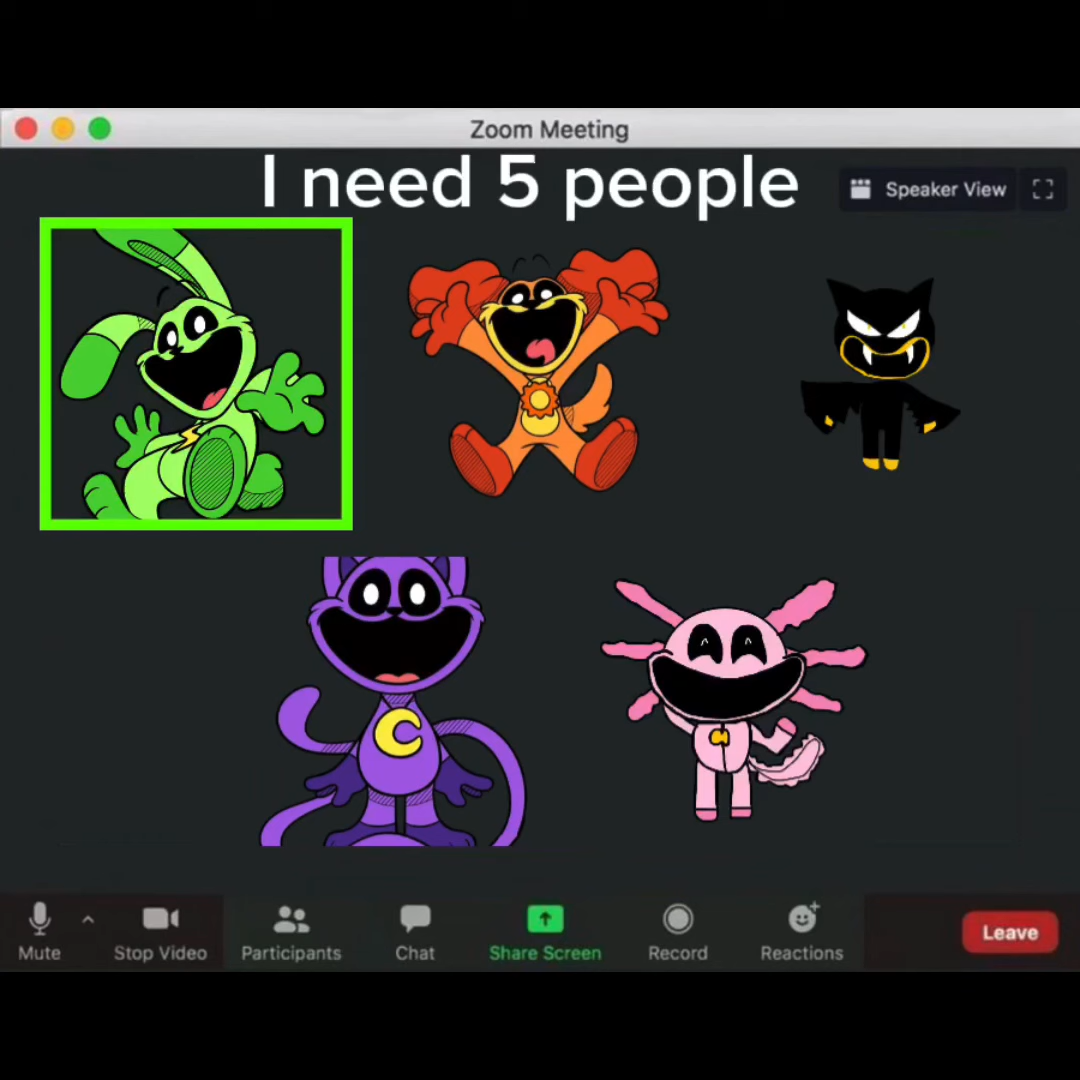 Zoom Meeting
I need 5 people
Speaker View
Mute
Stop Video
Participants
Chat
Share Screen
Record
Reactions
Leave